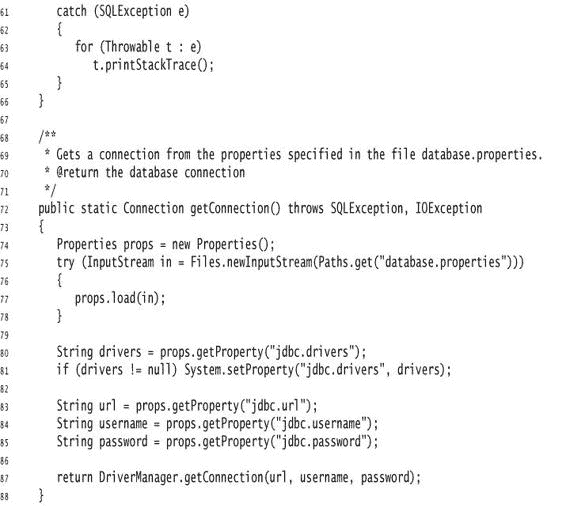 61 catch (SQLException e)
62 {
63 for (Throwable t : e)
64 t.printStackTrace();
65 }
66 }
67
68 /**
69 * Gets a connection from the properties specified in the file database.properties.
70 * @return the database connection
71 */
72 public static Connection getConnection() throws SQLException, IOException
73 {
74 Properties props = new Properties();
75 try (InputStream in = Files.newInputStream(Paths.get("database.properties")))
76 {
77 props.load(in);
78 }
79
80 String drivers = props.getProperty("jdbc.drivers");
81 if (drivers != null) System.setProperty("jdbc.drivers", drivers);
82
83 String url = props.getProperty("jdbc.url");
84 String username = props.getProperty("jdbc.username");
85 String password = props.getProperty("jdbc.password");
86
87 return DriverManager.getConnection(url, username, password);
88 }